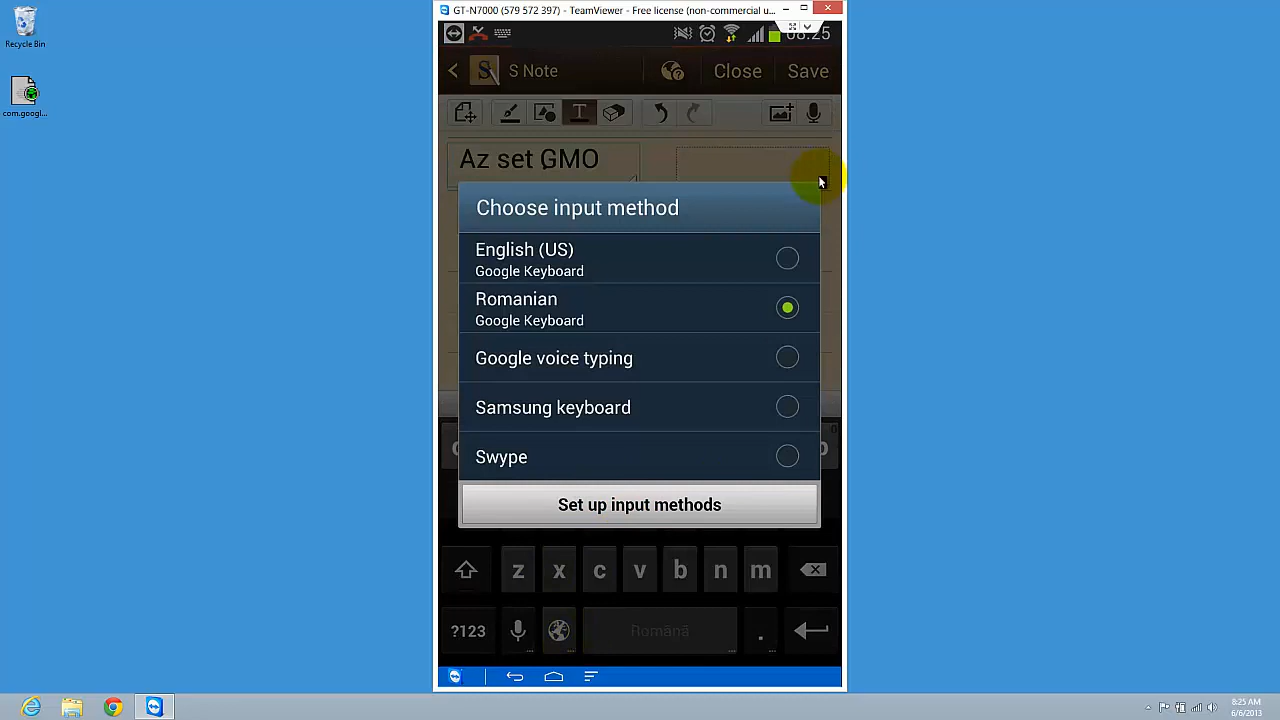 GT-N7000 (579 572 397) - TeamViewer - Free license (non-commercial u...
Recycle Bin
com.googl...
08:25
S Note
Close
Save
T
Az set GMO
Choose input method
English (US)
Google Keyboard
Romanian
Google Keyboard
Google voice typing
Samsung keyboard
Swype
Set up input methods
z x c v b n m
?123
Română
.
8:25 AM
6/6/2013